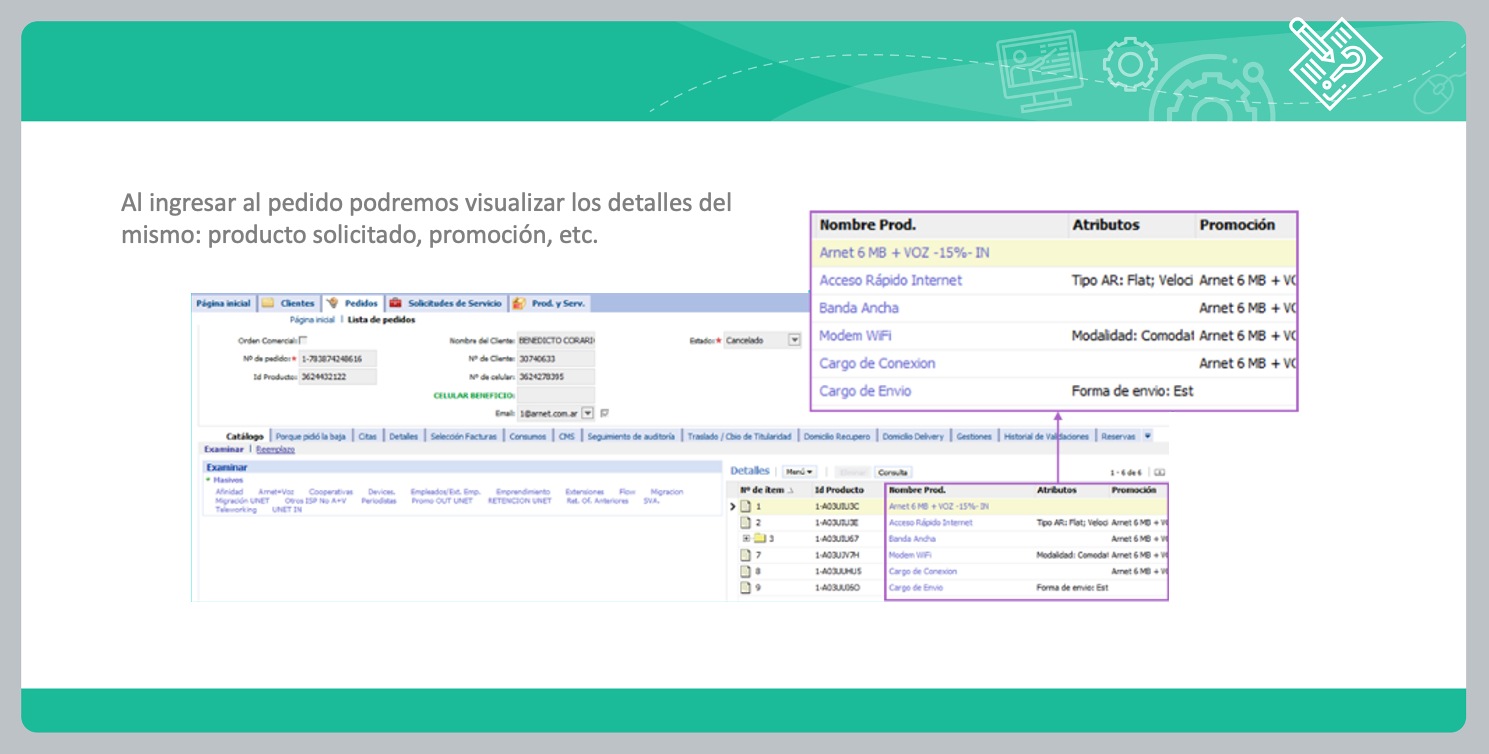 Al ingresar al pedido podremos visualizar los detalles del
mismo: producto solicitado, promoción, etc.
Nombre Prod. Atributos Promoción
Arnet 6 MB + VOZ -15%- IN
Acceso Rápido Internet Tipo AR: Flat; Veloci Arnet 6 MB + VO
Banda Ancha Arnet 6 MB + VO
Modem WiFi Modalidad: Comodat Arnet 6 MB + VO
Cargo de Conexion Arnet 6 MB + VO
Cargo de Envio Forma de envio: Est
Página inicial Clientes Pedidos Solicitudes de Servicio Prod. y Serv.
Página inicial Lista de pedidos
Orden Comercial: Nombre del Cliente: BENEDICTO CORARI Estado:* Cancelado
Nº de pedido:* 1-783874248616 Nº de Cliente: 30740633
Id Producto: 3624432122 Nº de celular: 3624278395
CELULAR BENEFICIO:
Email: 1@arnet.com.ar
Catálogo Porque pidió la baja Citas Detalles Selección Facturas Consumos CMS Seguimiento de auditoría Traslado / Cbio de Titularidad Domicilio Recupero Domicilio Delivery Gestiones Historial de Validaciones Reservas
Examinar Reemplazo
Examinar
Masivos
Afinidad Arnet+Voz Cooperativas Devices. Empleados/Est. Emp. Emprendimiento Extensiones Flow Migracion
Migración UNET Otros ISP No A+V Periodistas Promo OUT UNET RETENCION UNET Ret. Of. Anteriores SVA.
Teleworking UNET IN
Detalles Menú Consulta 1 - 6 de 6
Nº de ítem Id Producto Nombre Prod. Atributos Promoción
1 1-A03UIU3C Arnet 6 MB + VOZ -15%- IN
2 1-A03UIU3E Acceso Rápido Internet Tipo AR: Flat; Veloci Arnet 6 MB + VO
3 1-A03UIU67 Banda Ancha Arnet 6 MB + VO
7 1-A03UJV7H Modem WiFi Modalidad: Comodat Arnet 6 MB + VO
8 1-A03UUHUS Cargo de Conexion Arnet 6 MB + VO
9 1-A03UU06O Cargo de Envio Forma de envio: Est